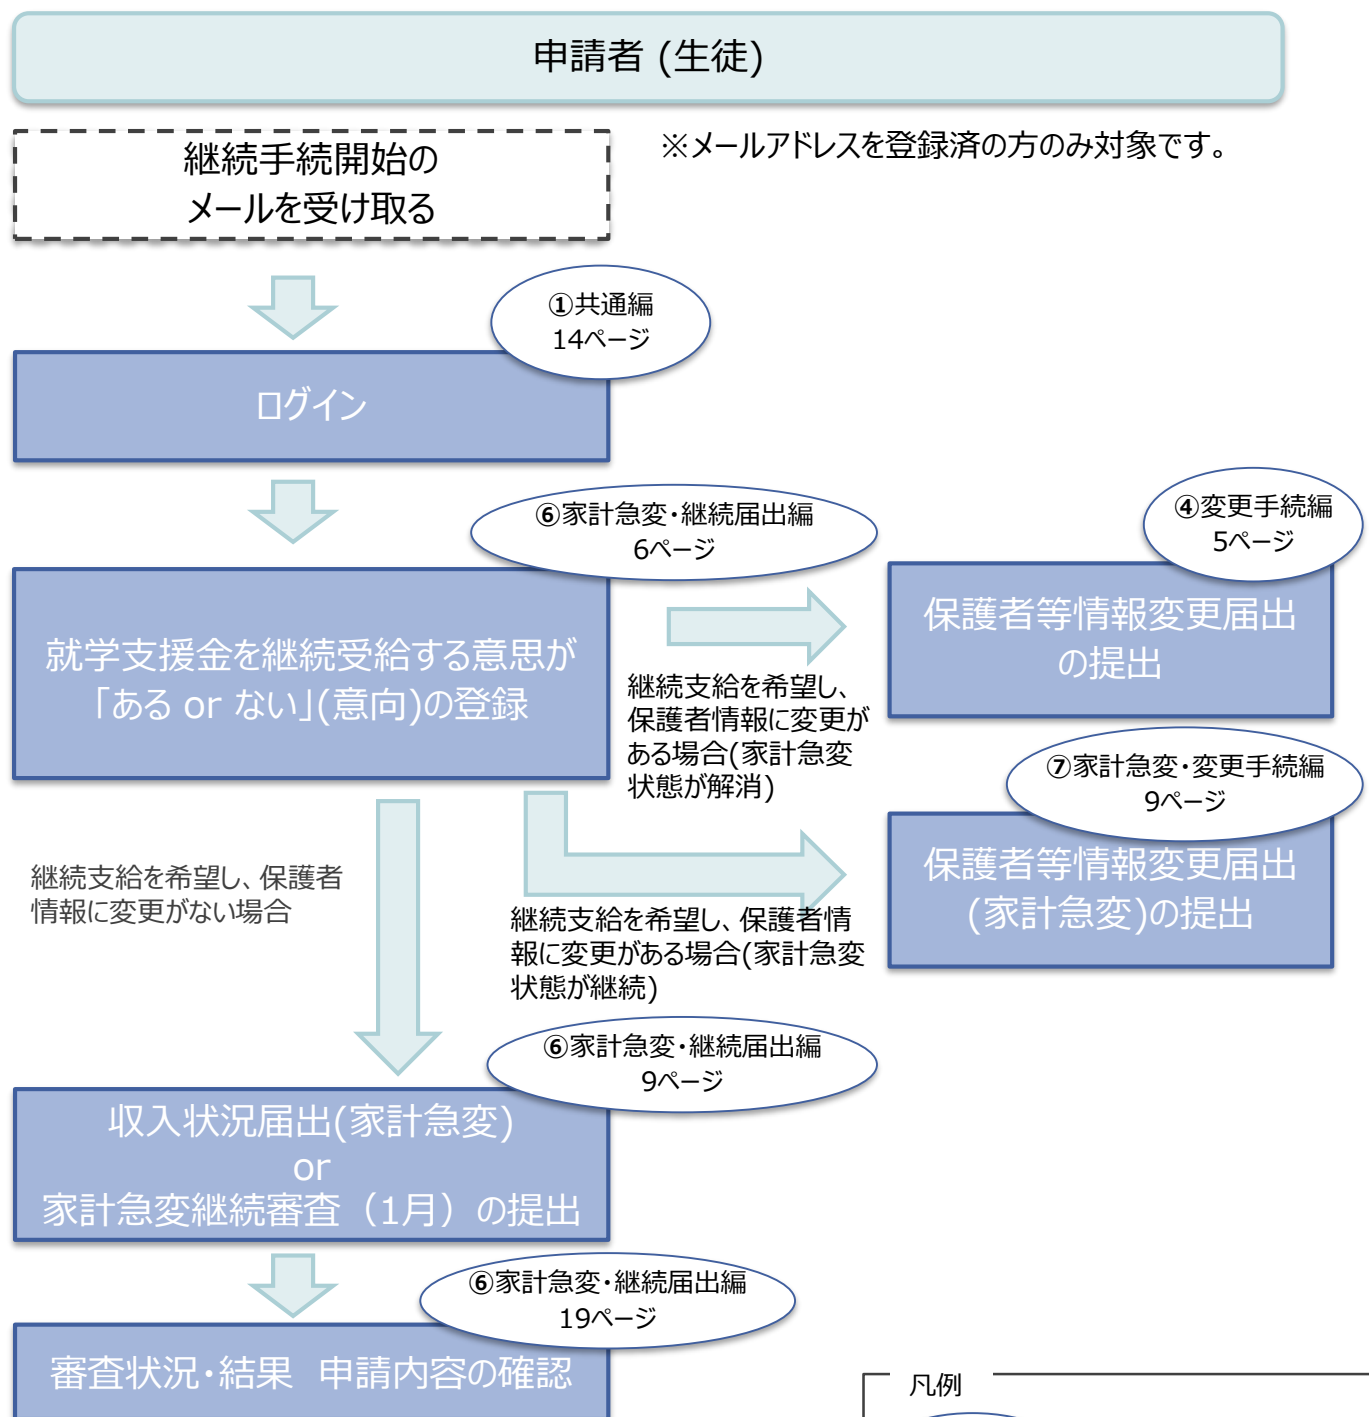 申請者 (生徒)
継続手続開始の
メールを受け取る
※メールアドレスを登録済の方のみ対象です。
①共通編
14ページ
ログイン
⑥家計急変・継続届出編
6ページ
④変更手続編
5ページ
就学支援金を継続受給する意思が
「ある or ない」(意向)の登録
保護者等情報変更届出
の提出
継続支給を希望し、
保護者情報に変更が
ある場合(家計急変
状態が解消)
⑦家計急変・変更手続編
9ページ
保護者等情報変更届出
(家計急変)の提出
継続支給を希望し、保護者
情報に変更がない場合
継続支給を希望し、保護者情
報に変更がある場合(家計急変
状態が継続)
⑥家計急変・継続届出編
9ページ
収入状況届出(家計急変)
or
家計急変継続審査（1月）の提出
⑥家計急変・継続届出編
19ページ
審査状況・結果　申請内容の確認
凡例